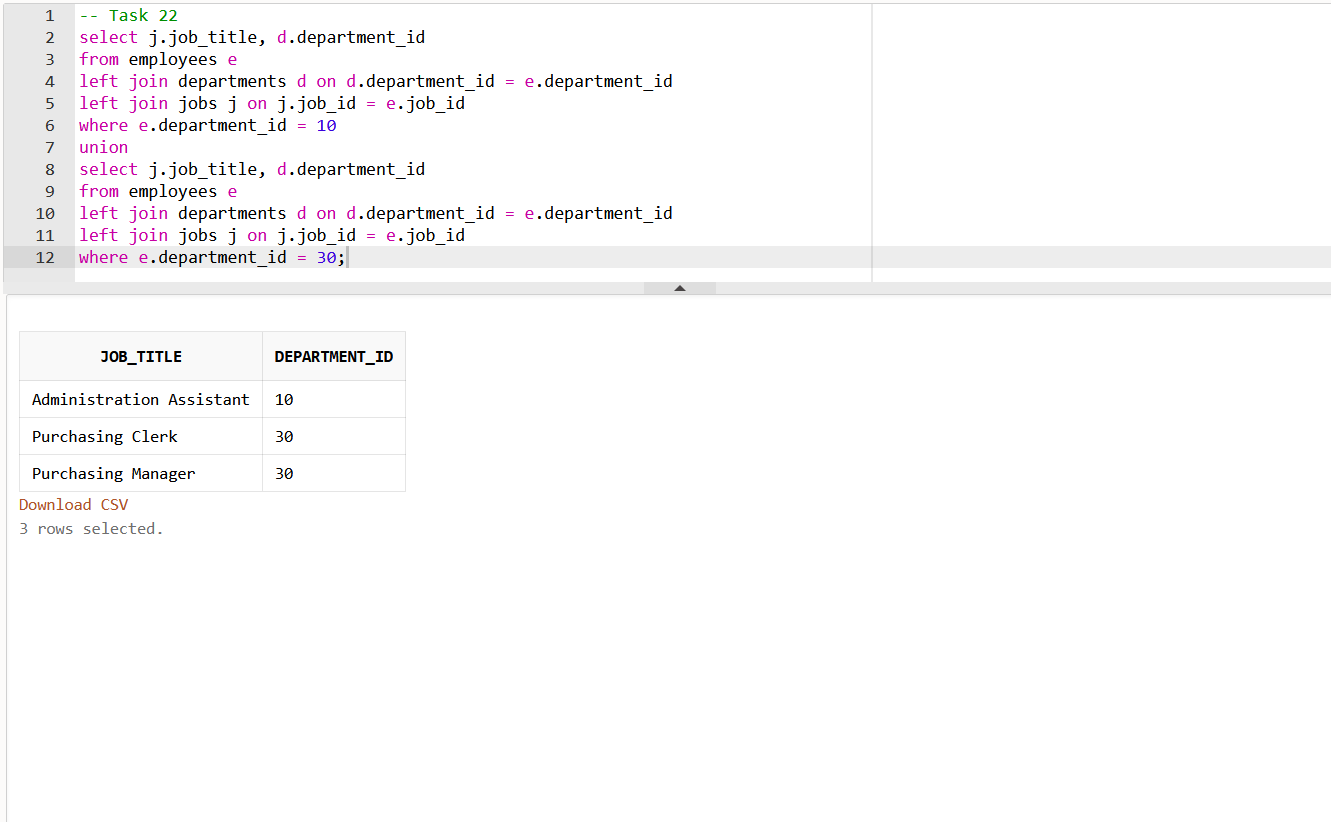 1 -- Task 22
2 select j.job_title, d.department_id
3 from employees e
4 left join departments d on d.department_id = e.department_id
5 left join jobs j on j.job_id = e.job_id
6 where e.department_id = 10
7 union
8 select j.job_title, d.department_id
9 from employees e
10 left join departments d on d.department_id = e.department_id
11 left join jobs j on j.job_id = e.job_id
12 where e.department_id = 30;
JOB_TITLE DEPARTMENT_ID
Administration Assistant 10
Purchasing Clerk 30
Purchasing Manager 30
Download CSV
3 rows selected.